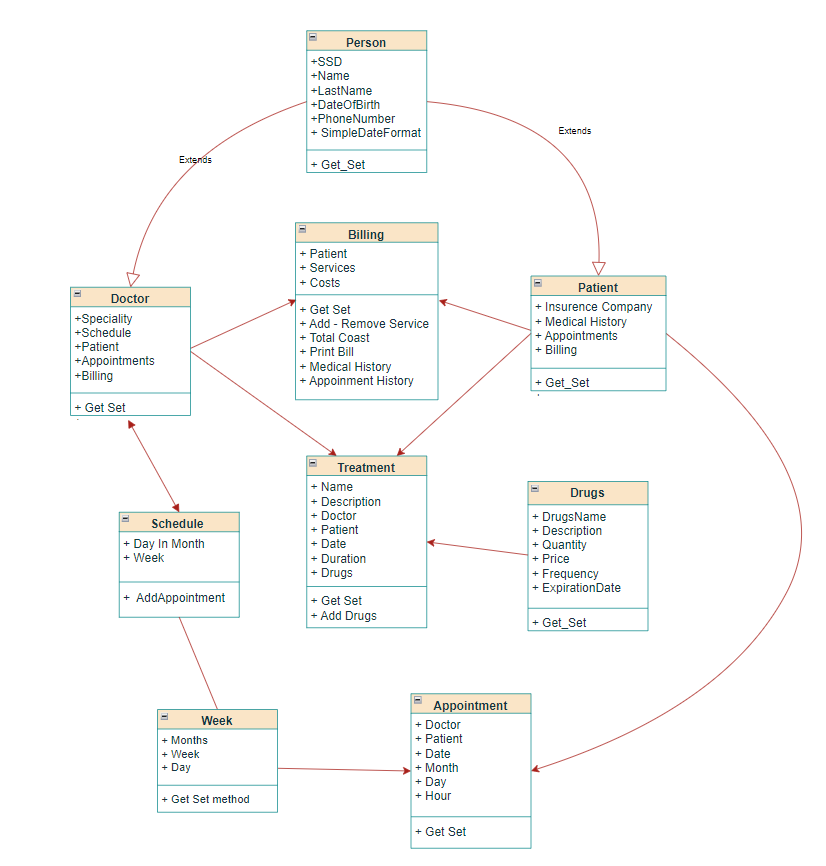 Person
+SSD
+Name
+LastName
+DateOfBirth
+PhoneNumber
+ SimpleDateFormat
+ Get_Set
Extends
Extends
Billing
+ Patient
+ Services
+ Costs
+ Get Set
+ Add - Remove Service
+ Total Coast
+ Print Bill
+ Medical History
+ Appoinment History
Doctor
+Speciality
+Schedule
+Patient
+Appointments
+Billing
+ Get Set
Patient
+ Insurence Company
+ Medical History
+ Appointments
+ Billing
+ Get_Set
Treatment
+ Name
+ Description
+ Doctor
+ Patient
+ Date
+ Duration
+ Drugs
+ Get Set
+ Add Drugs
Drugs
+ DrugsName
+ Description
+ Quantity
+ Price
+ Frequency
+ ExpirationDate
+ Get_Set
Schedule
+ Day In Month
+ Week
+ AddAppointment
Week
+ Months
+ Week
+ Day
+ Get Set method
Appointment
+ Doctor
+ Patient
+ Date
+ Month
+ Day
+ Hour
+ Get Set